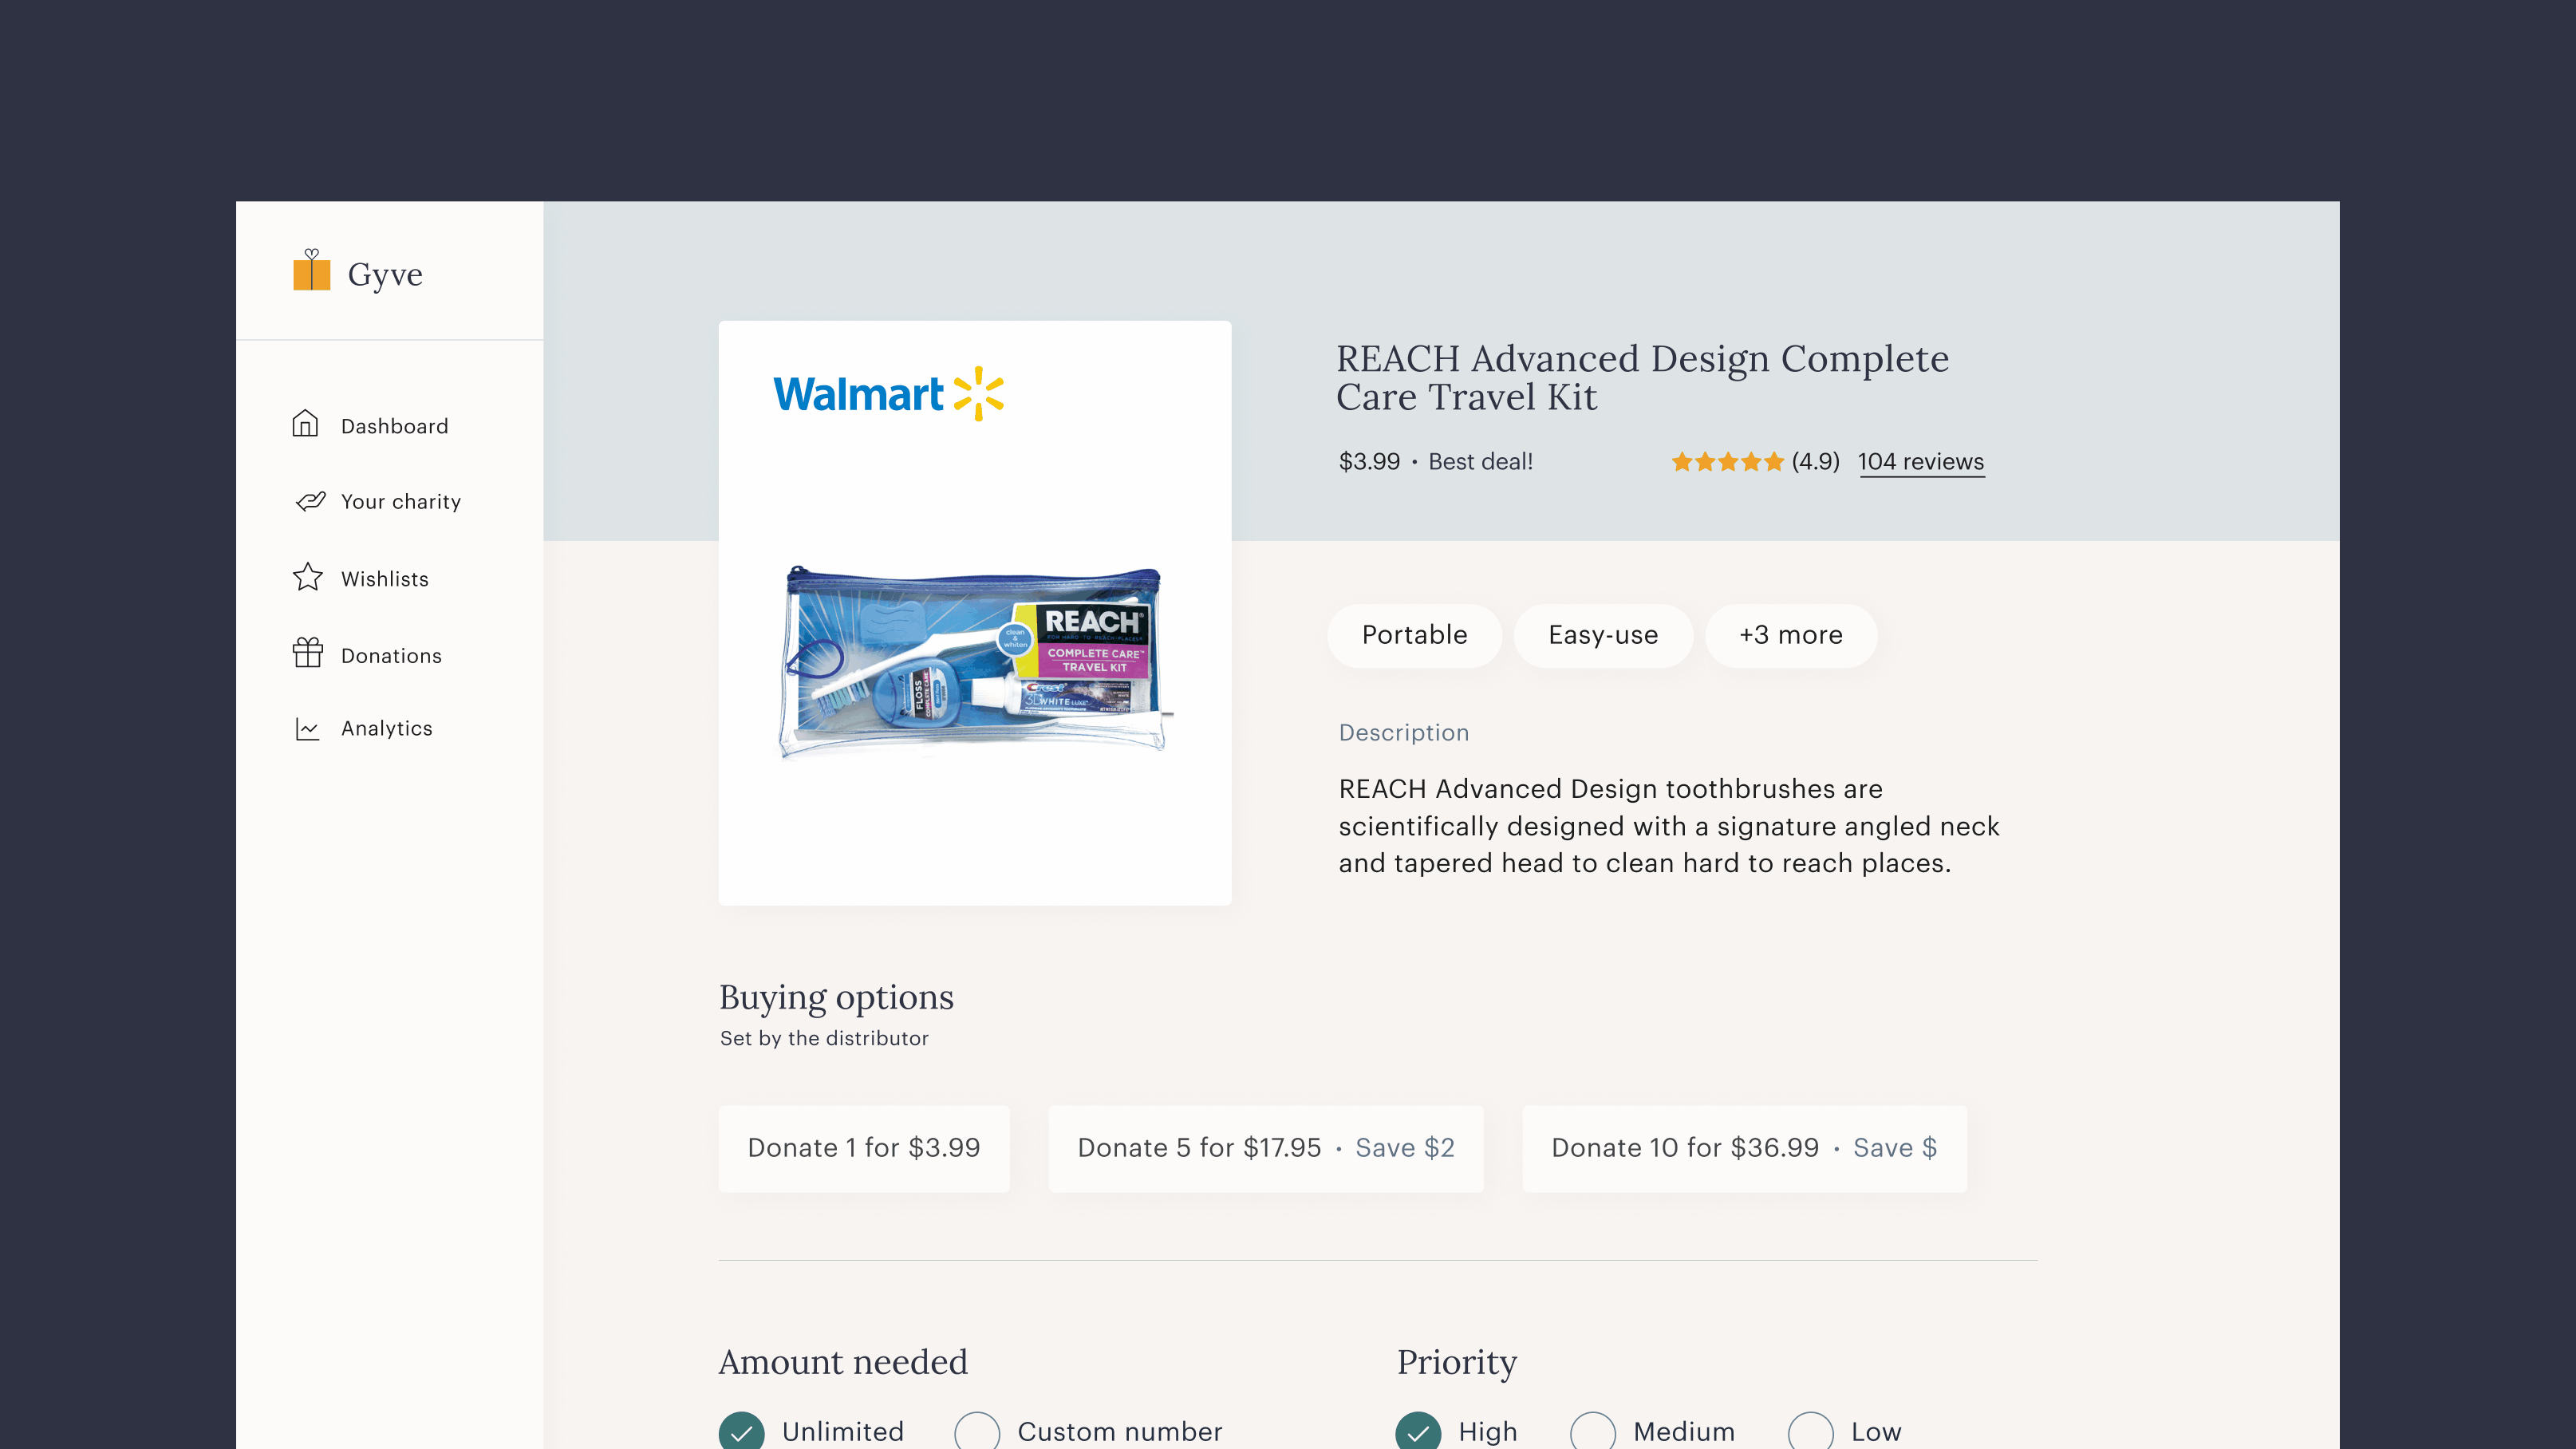 Gyve
Dashboard
Your charity
Wishlists
Donations
Analytics
Walmart
REACH®
clean
&
whiten
COMPLETE CARE™
TRAVEL KIT
FLOSS
COMPLETE CARE
Crest
3D WHITE LUXE
REACH Advanced Design Complete
Care Travel Kit
$3.99 • Best deal!
(4.9) 104 reviews
Portable
Easy-use
+3 more
Description
REACH Advanced Design toothbrushes are
scientifically designed with a signature angled neck
and tapered head to clean hard to reach places.
Buying options
Set by the distributor
Donate 1 for $3.99
Donate 5 for $17.95 • Save $2
Donate 10 for $36.99 • Save $
Amount needed
Unlimited
Custom number
Priority
High
Medium
Low